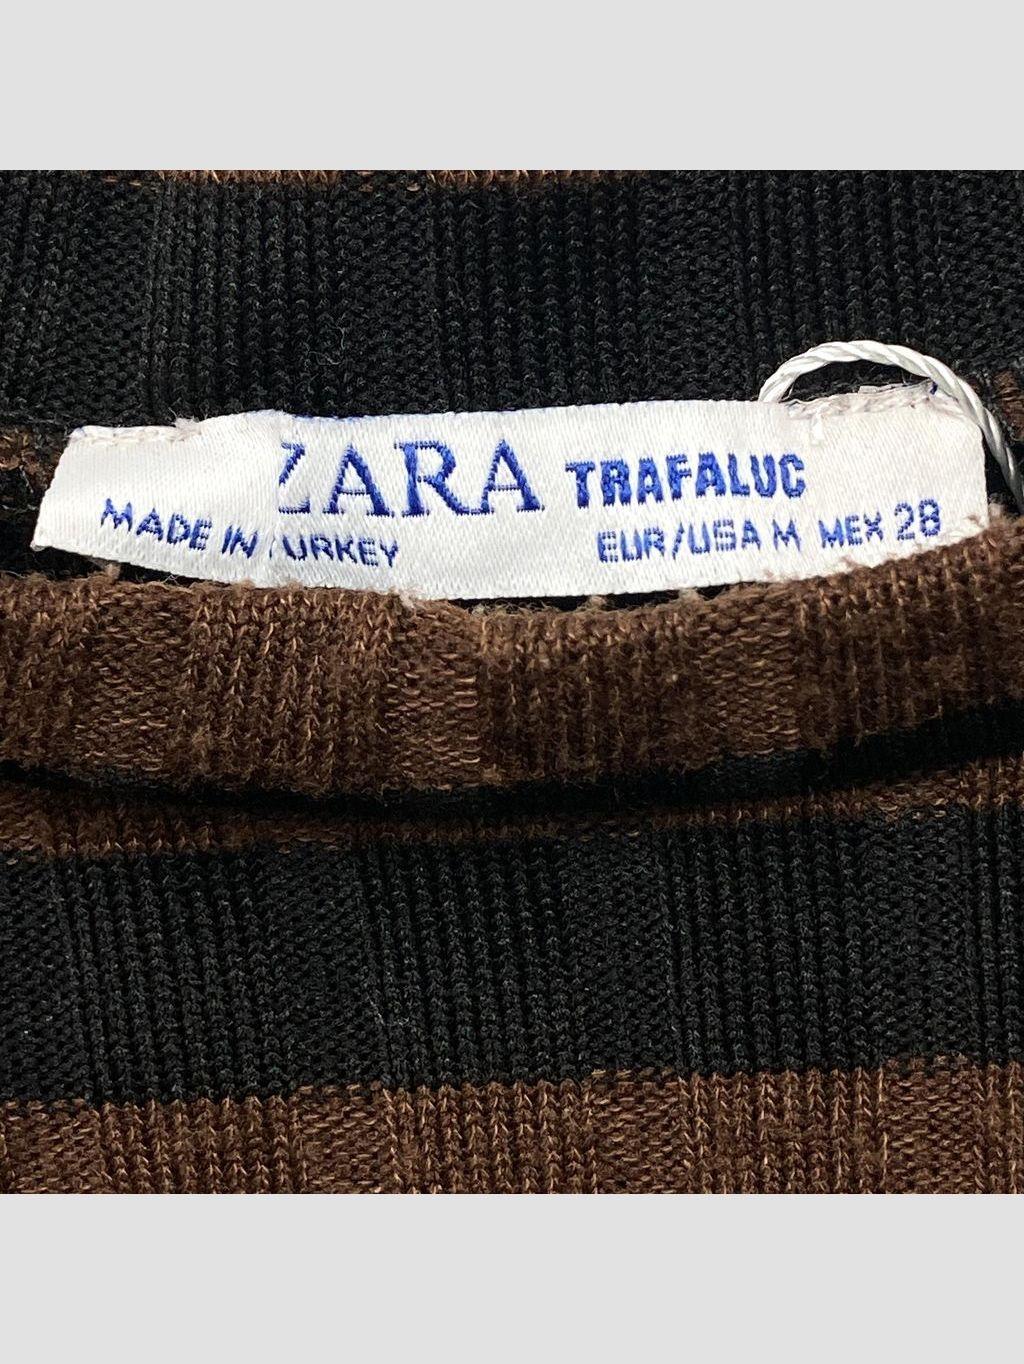 ZARA TRAFALUC
MADE IN TURKEY EUR/USA M MEX 28